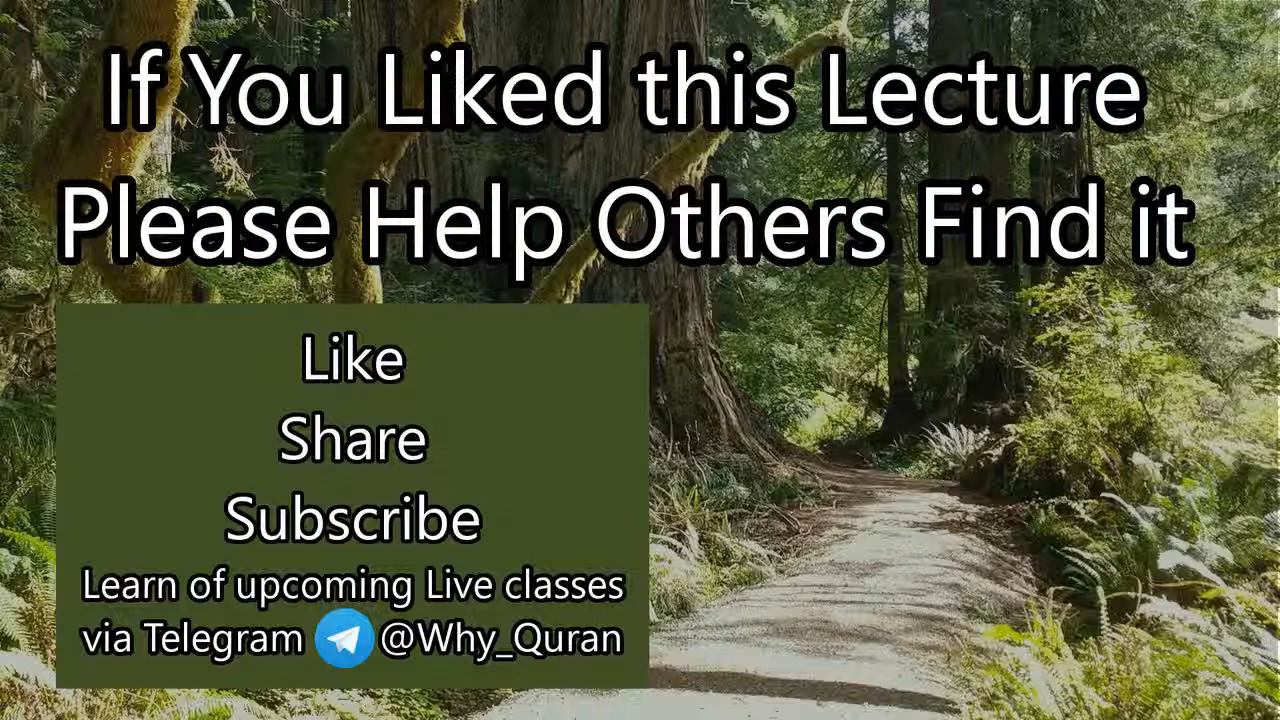 If You Liked this Lecture
Please Help Others Find it
Like
Share
Subscribe
Learn of upcoming Live classes
via Telegram @Why_Quran